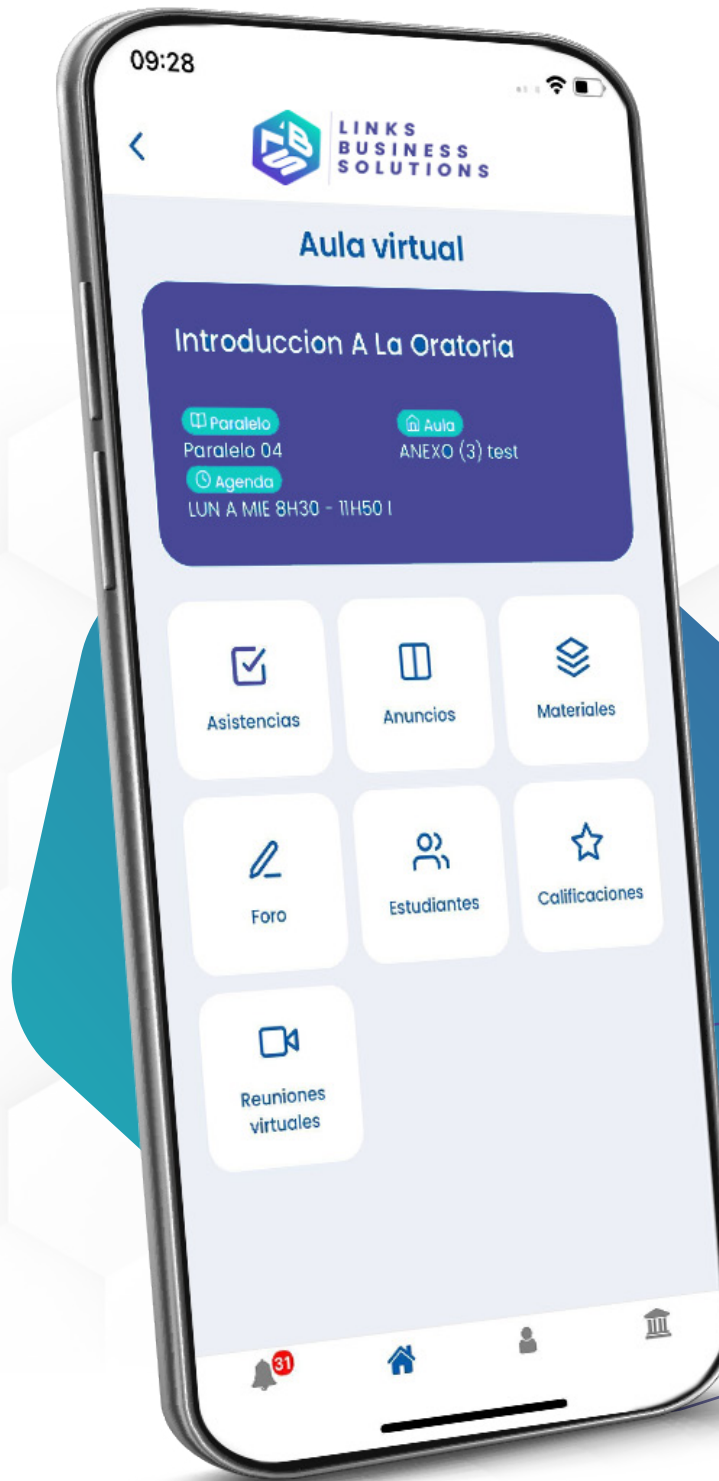 09:28
LBS
LINKS
BUSINESS
SOLUTIONS
Aula virtual
Introduccion A La Oratoria
Paralelo
Aula
Paralelo 04
ANEXO (3) test
Agenda
LUN A MIE 8H30 - 11H50 |
Asistencias
Anuncios
Materiales
Foro
Estudiantes
Calificaciones
Reuniones
virtuales
31